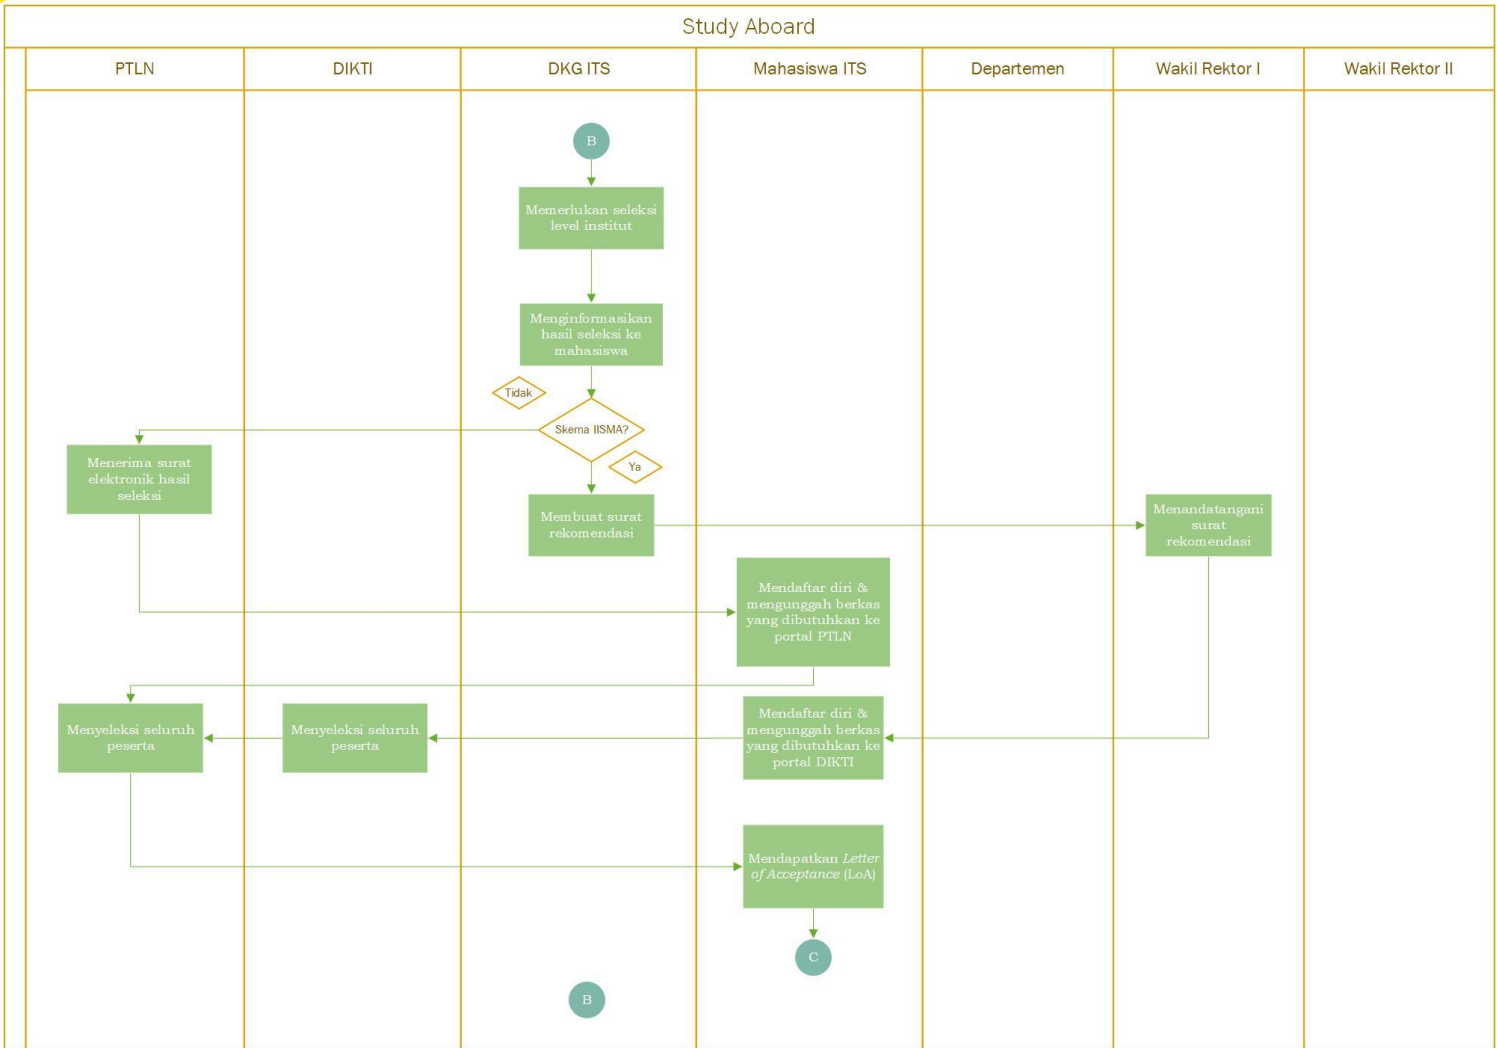 Study Aboard
PTLN
DIKTI
DKG ITS
Mahasiswa ITS
Departemen
Wakil Rektor I
Wakil Rektor II
B
Memerlukan seleksi
level institut
Menginformasikan
hasil seleksi ke
mahasiswa
Tidak
Skema IISMA?
Ya
Menerima surat
elektronik hasil
seleksi
Membuat surat
rekomendasi
Menandatangani
surat
rekomendasi
Mendaftar diri &
mengunggah berkas
yang dibutuhkan ke
portal PTLN
Menyeleksi seluruh
peserta
Menyeleksi seluruh
peserta
Mendaftar diri &
mengunggah berkas
yang dibutuhkan ke
portal DIKTI
Mendapatkan Letter
of Acceptance (LoA)
C
B